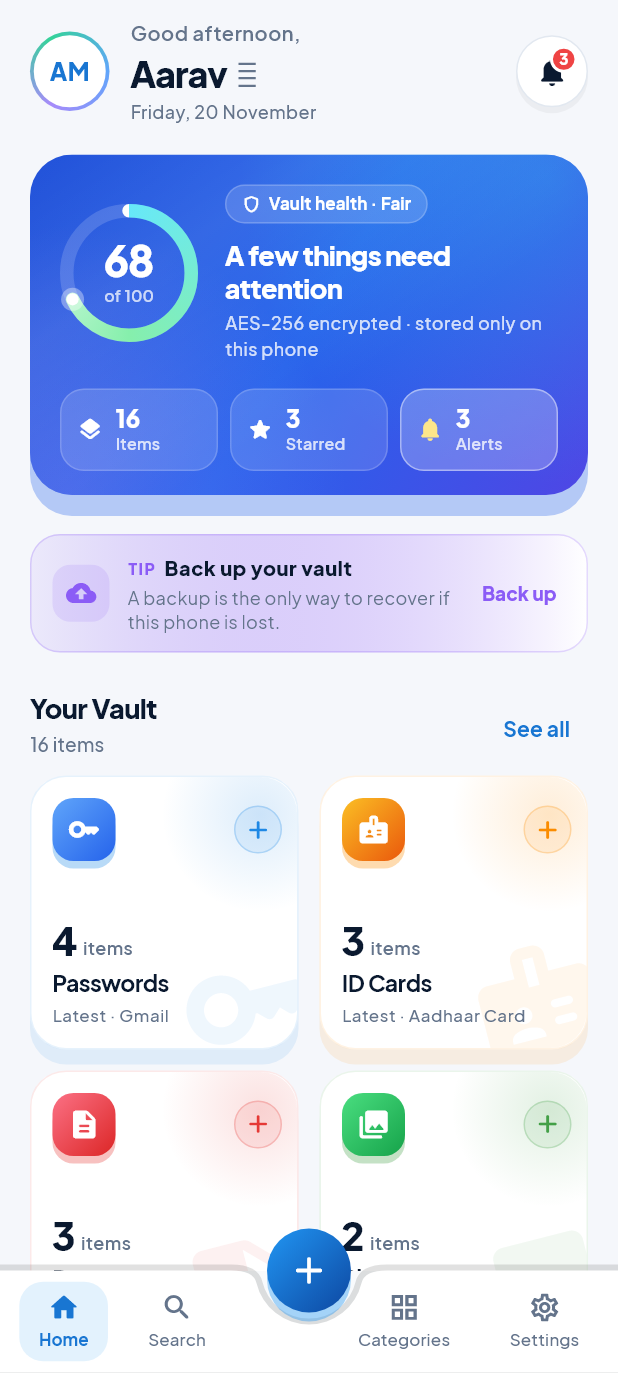 Good afternoon,
AM
Aarav ☰
3
Friday, 20 November
Vault health · Fair
68
of 100
A few things need
attention
AES-256 encrypted · stored only on
this phone
16
Items
3
Starred
3
Alerts
TIP Back up your vault
A backup is the only way to recover if
this phone is lost.
Back up
Your Vault
16 items
See all
4 items
Passwords
Latest · Gmail
3 items
ID Cards
Latest · Aadhaar Card
3 items
2 items
Home
Search
Categories
Settings